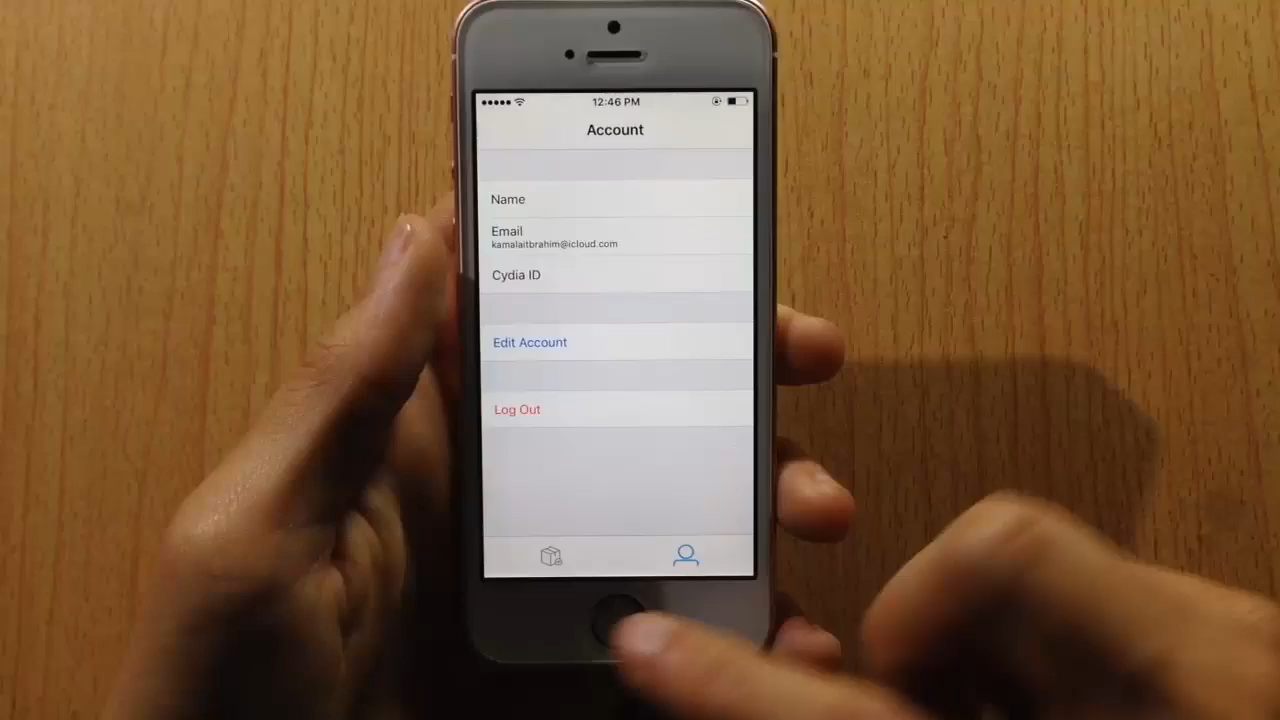 12:46 PM
Account
Name
Email
kamalaitbrahim@icloud.com
Cydia ID
Edit Account
Log Out